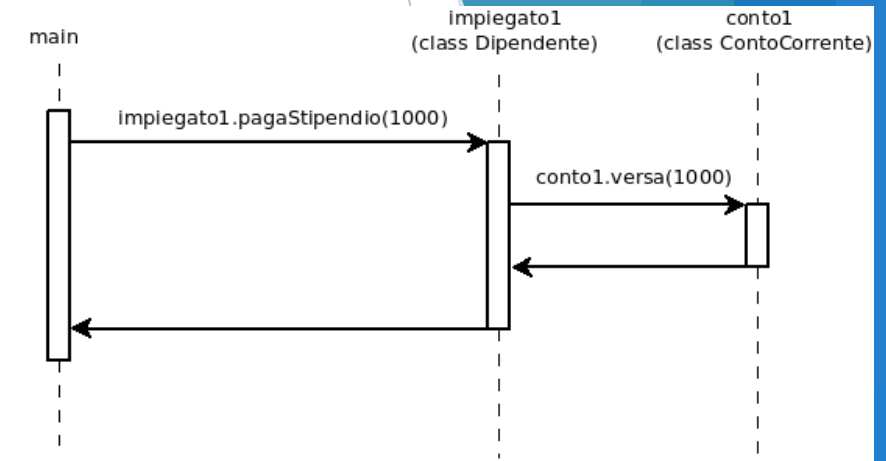 main
impiegato1
(class Dipendente)
conto1
(class ContoCorrente)
impiegato1.pagaStipendio(1000)
conto1.versa(1000)